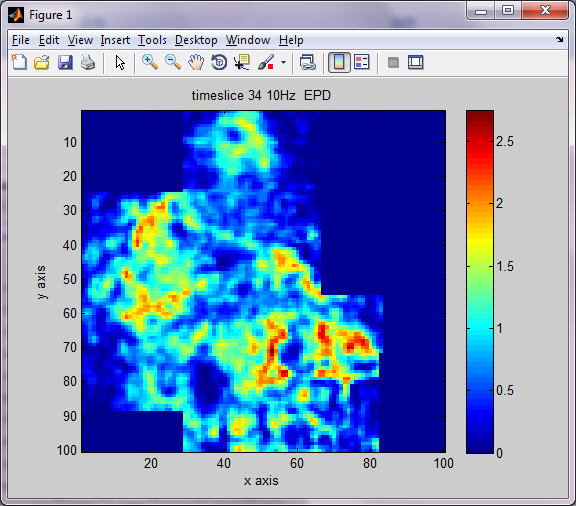 Figure 1
File Edit View Insert Tools Desktop Window Help
timeslice 34 10Hz  EPD
10
20
30
40
50
60
70
80
90
100
y axis
20 40 60 80 100
x axis
2.5
2
1.5
1
0.5
0